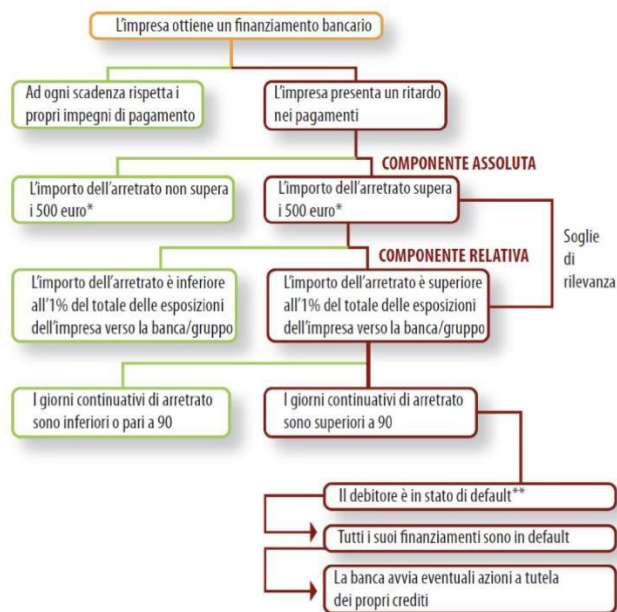 L'impresa ottiene un finanziamento bancario
Ad ogni scadenza rispetta i
propri impegni di pagamento
L'impresa presenta un ritardo
nei pagamenti
COMPONENTE ASSOLUTA
L'importo dell'arretrato non supera
i 500 euro*
L'importo dell'arretrato supera
i 500 euro*
Soglie
di
rilevanza
COMPONENTE RELATIVA
L'importo dell'arretrato è inferiore
all'1% del totale delle esposizioni
dell'impresa verso la banca/gruppo
L'importo dell'arretrato è superiore
all'1% del totale delle esposizioni
dell'impresa verso la banca/gruppo
I giorni continuativi di arretrato
sono inferiori o pari a 90
I giorni continuativi di arretrato
sono superiori a 90
Il debitore è in stato di default**
Tutti i suoi finanziamenti sono in default
La banca avvia eventuali azioni a tutela
dei propri crediti